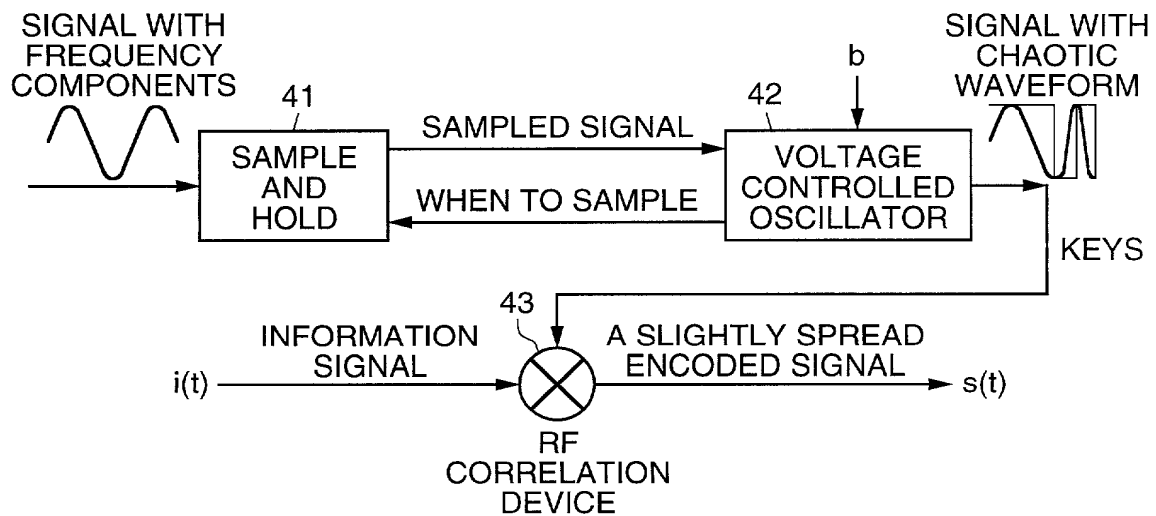 SIGNAL WITH
FREQUENCY
COMPONENTS
41
SAMPLE
AND
HOLD
SAMPLED SIGNAL
WHEN TO SAMPLE
b
42
VOLTAGE
CONTROLLED
OSCILLATOR
SIGNAL WITH
CHAOTIC
WAVEFORM
KEYS
43
INFORMATION
SIGNAL
i(t)
A SLIGHTLY SPREAD
ENCODED SIGNAL
s(t)
RF
CORRELATION
DEVICE